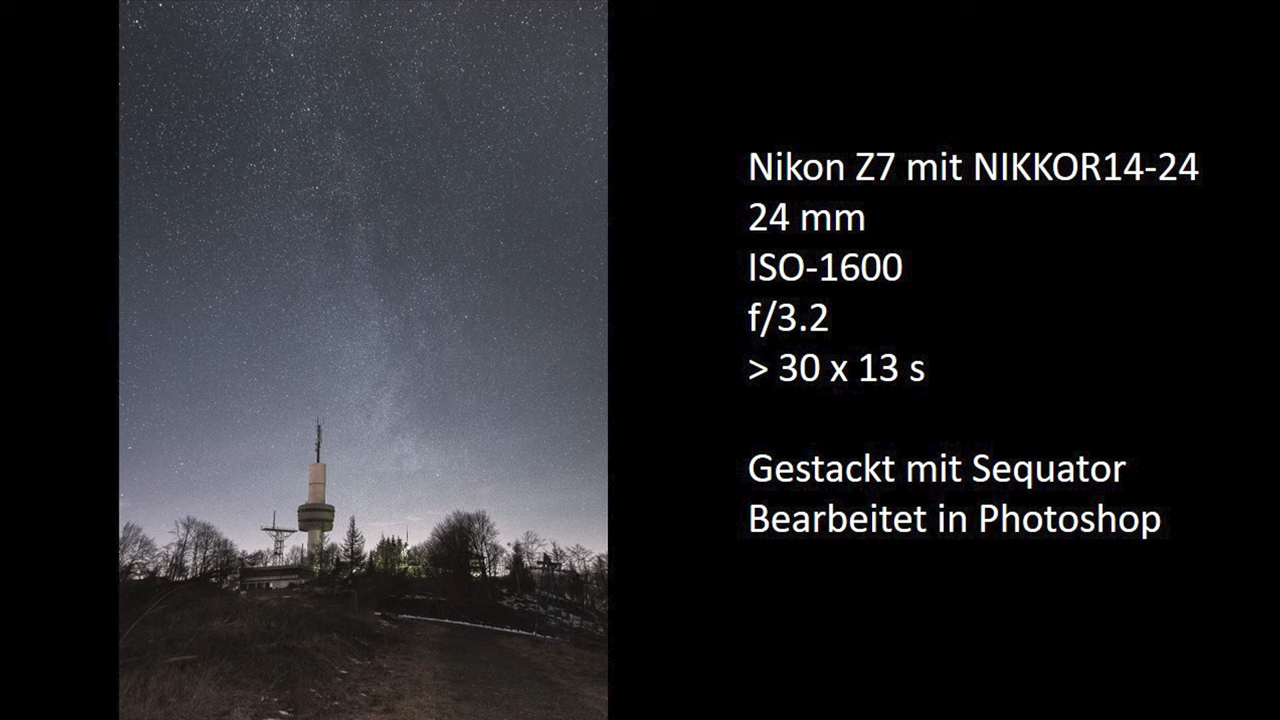 Nikon Z7 mit NIKKOR14-24
24 mm
ISO-1600
f/3.2
> 30 x 13 s
Gestackt mit Sequator
Bearbeitet in Photoshop